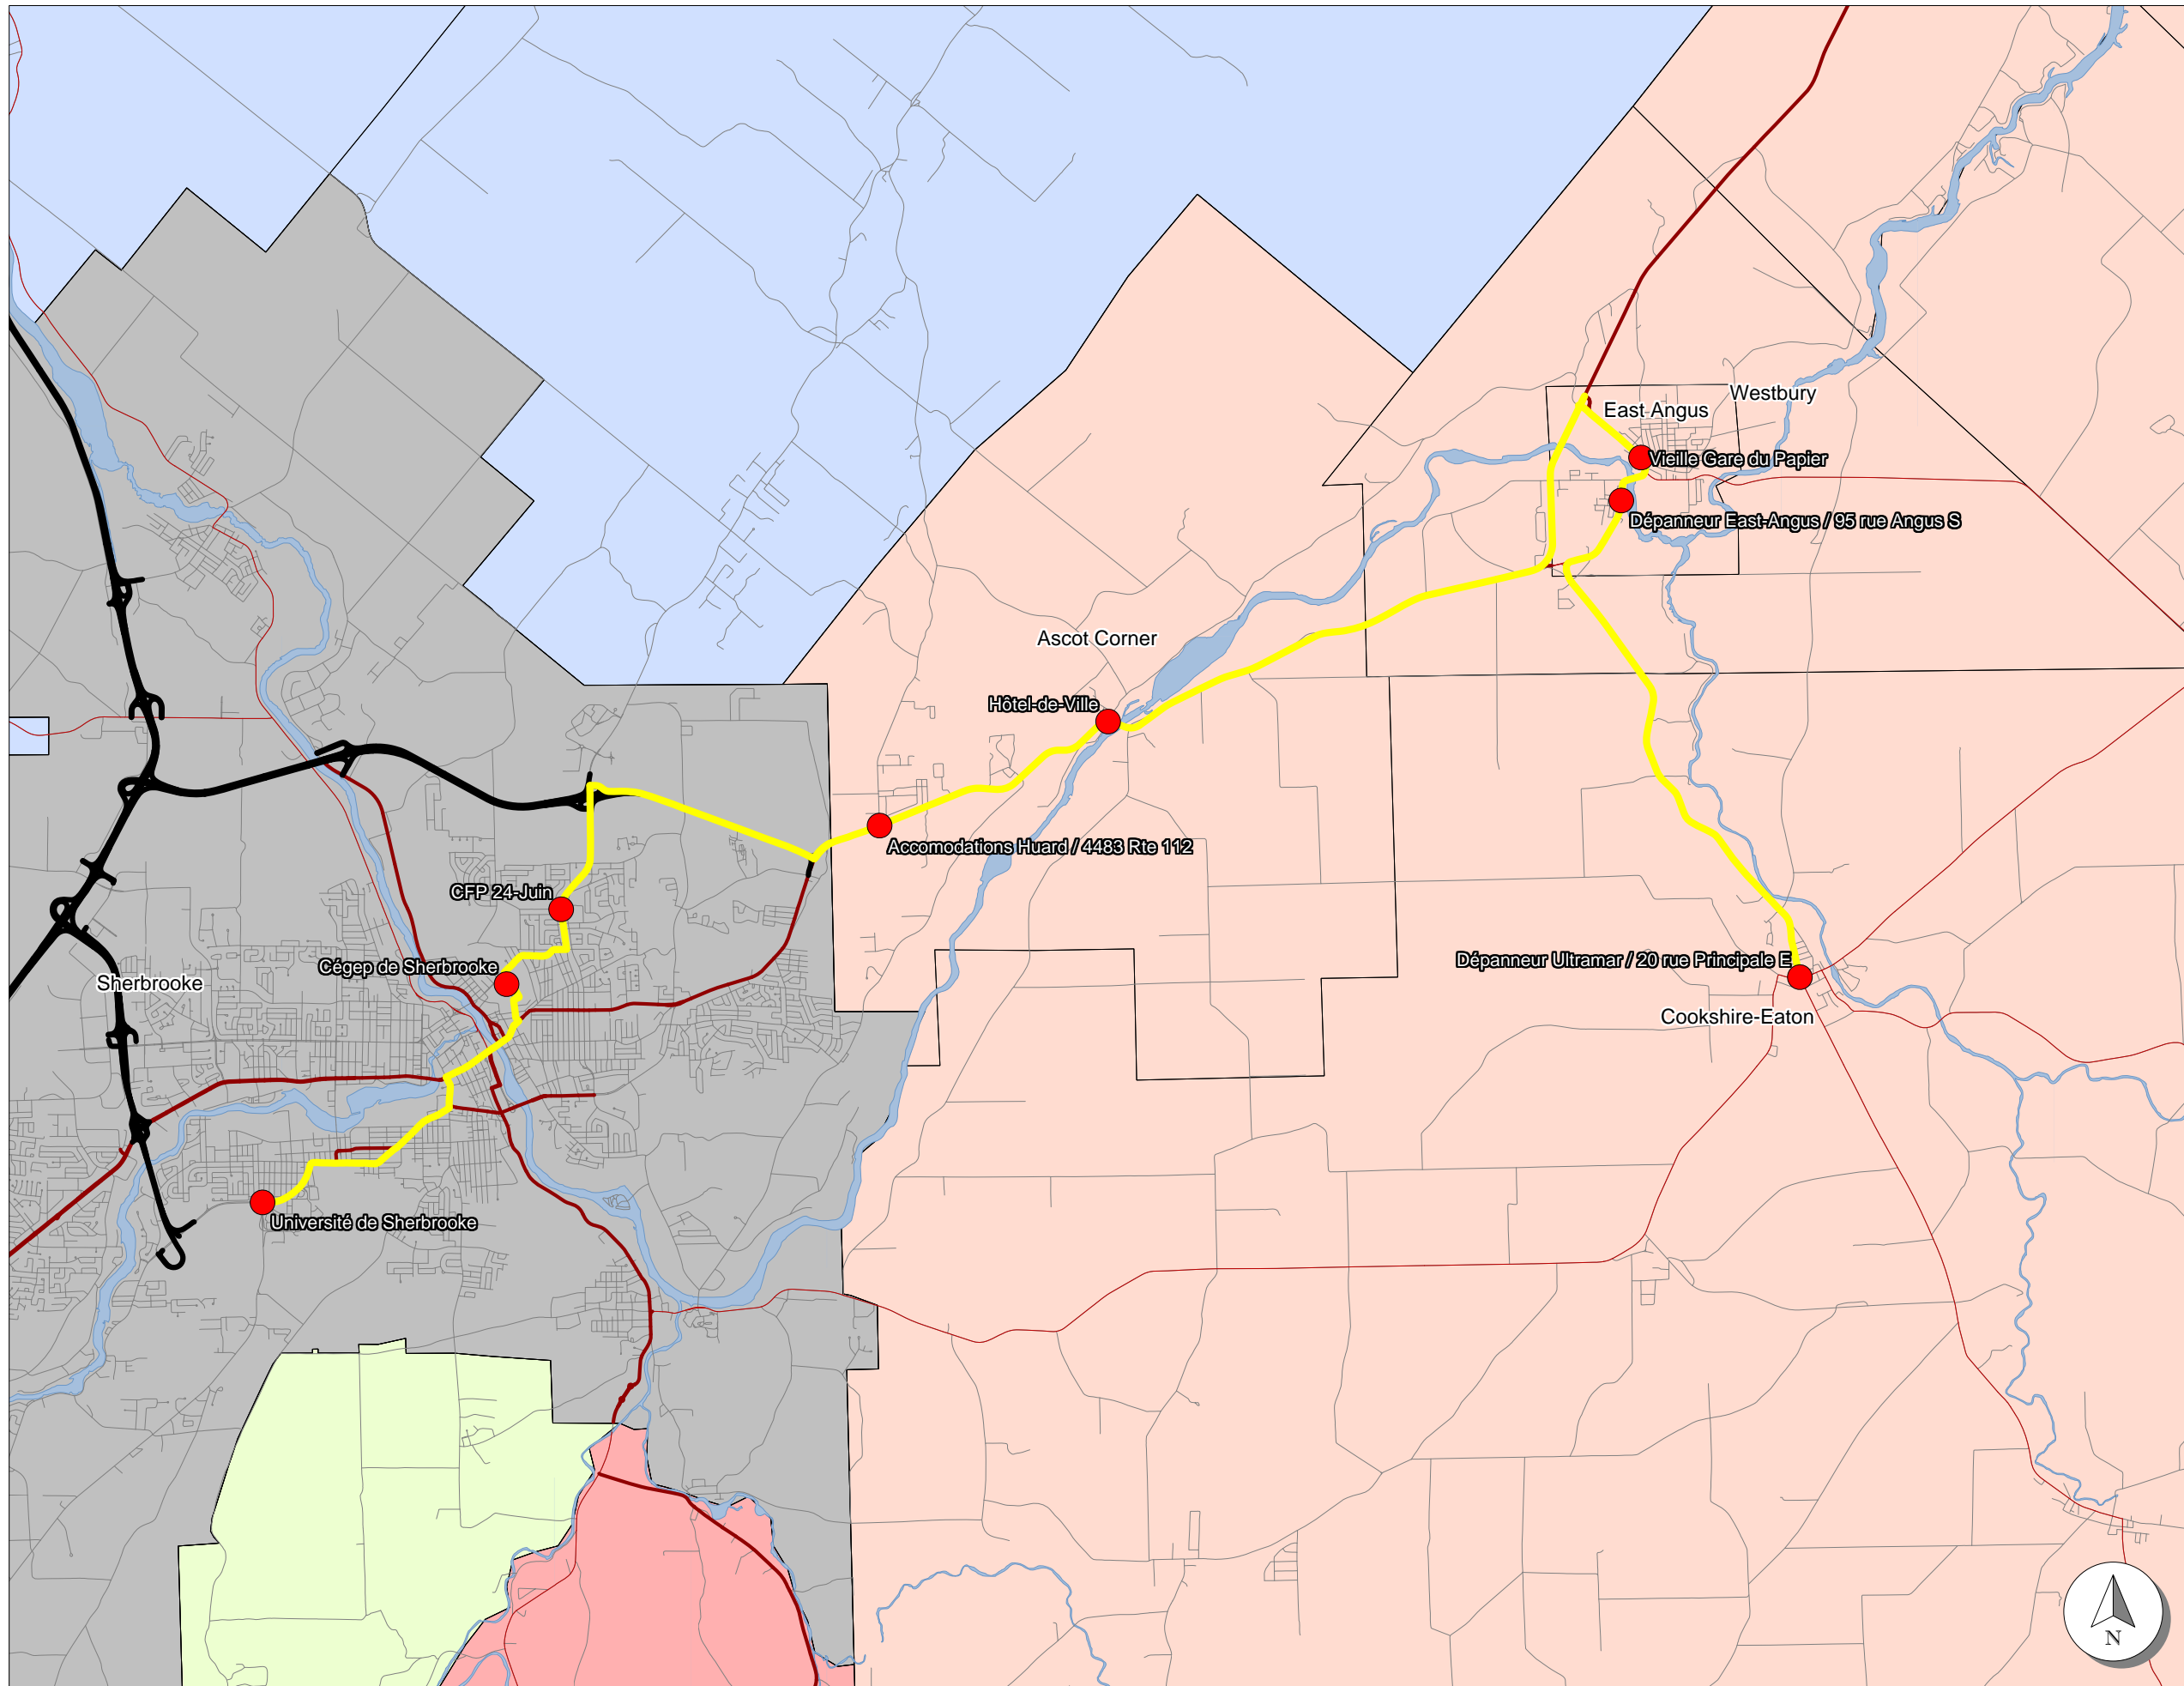 Westbury
East Angus
Vieille Gare du Papier
Dépanneur East-Angus / 95 rue Angus S
Ascot Corner
Hôtel-de-Ville
Accomodations Huard / 4483 Rte 112
CFP 24-Juin
Cégep de Sherbrooke
Dépanneur Ultramar / 20 rue Principale E
Sherbrooke
Cookshire-Eaton
Université de Sherbrooke
N